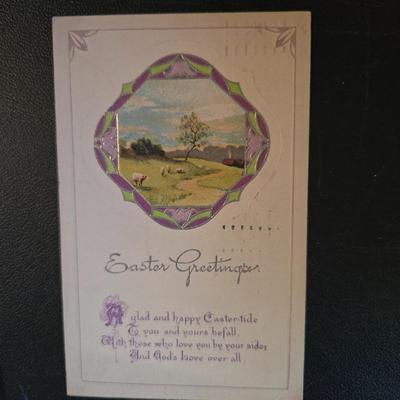 Easter Greetings.
A glad and happy Easter-tide
To you and yours befall,
With those who love you by your side,
And God's Love over all.